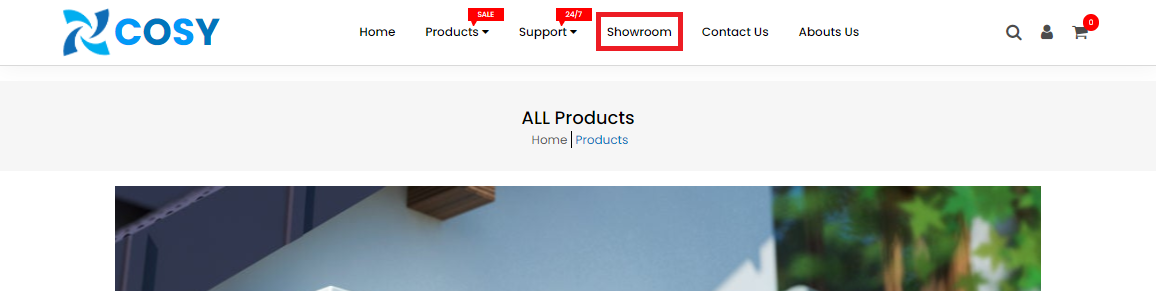 COSY
SALE
24/7
Home Products Support Showroom Contact Us Abouts Us
0
ALL Products
Home Products